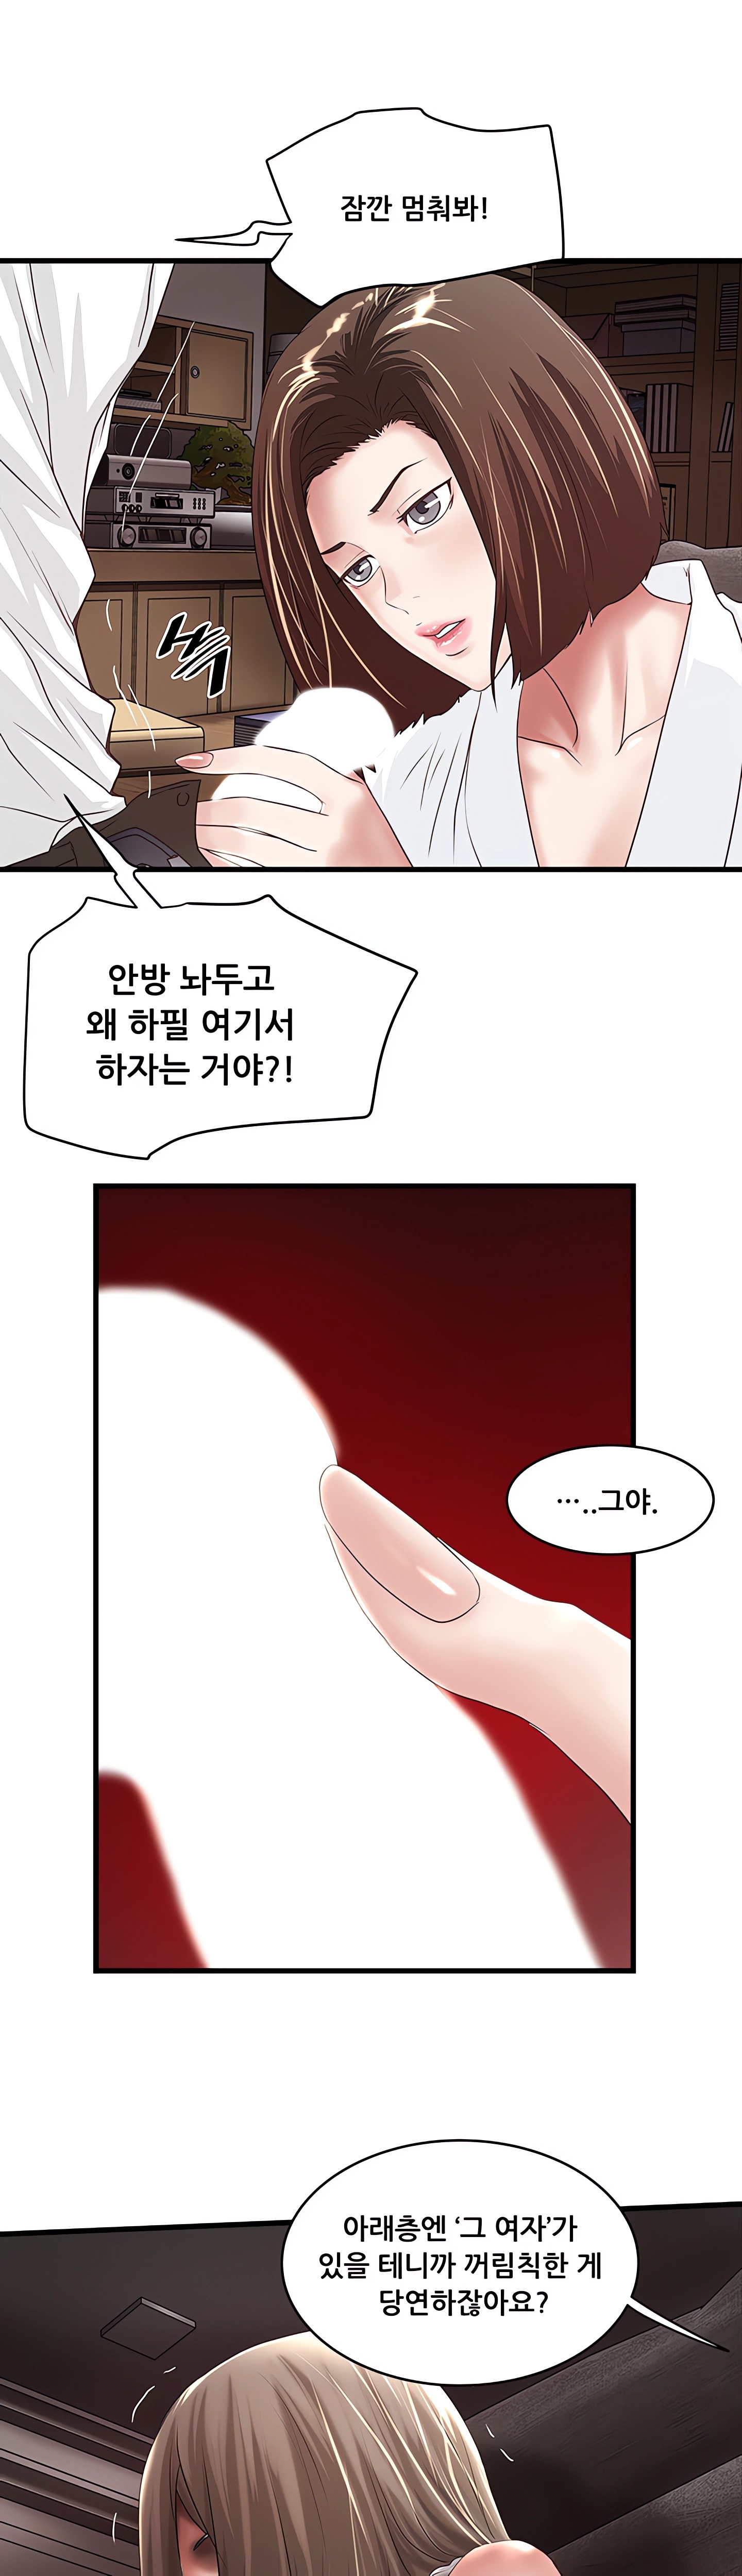 잠깐 멈춰봐!
안방 놔두고
왜 하필 여기서
하자는 거야?!
…..그야.
아래층엔 ‘그 여자’가
있을 테니까 꺼림칙한 게
당연하잖아요?